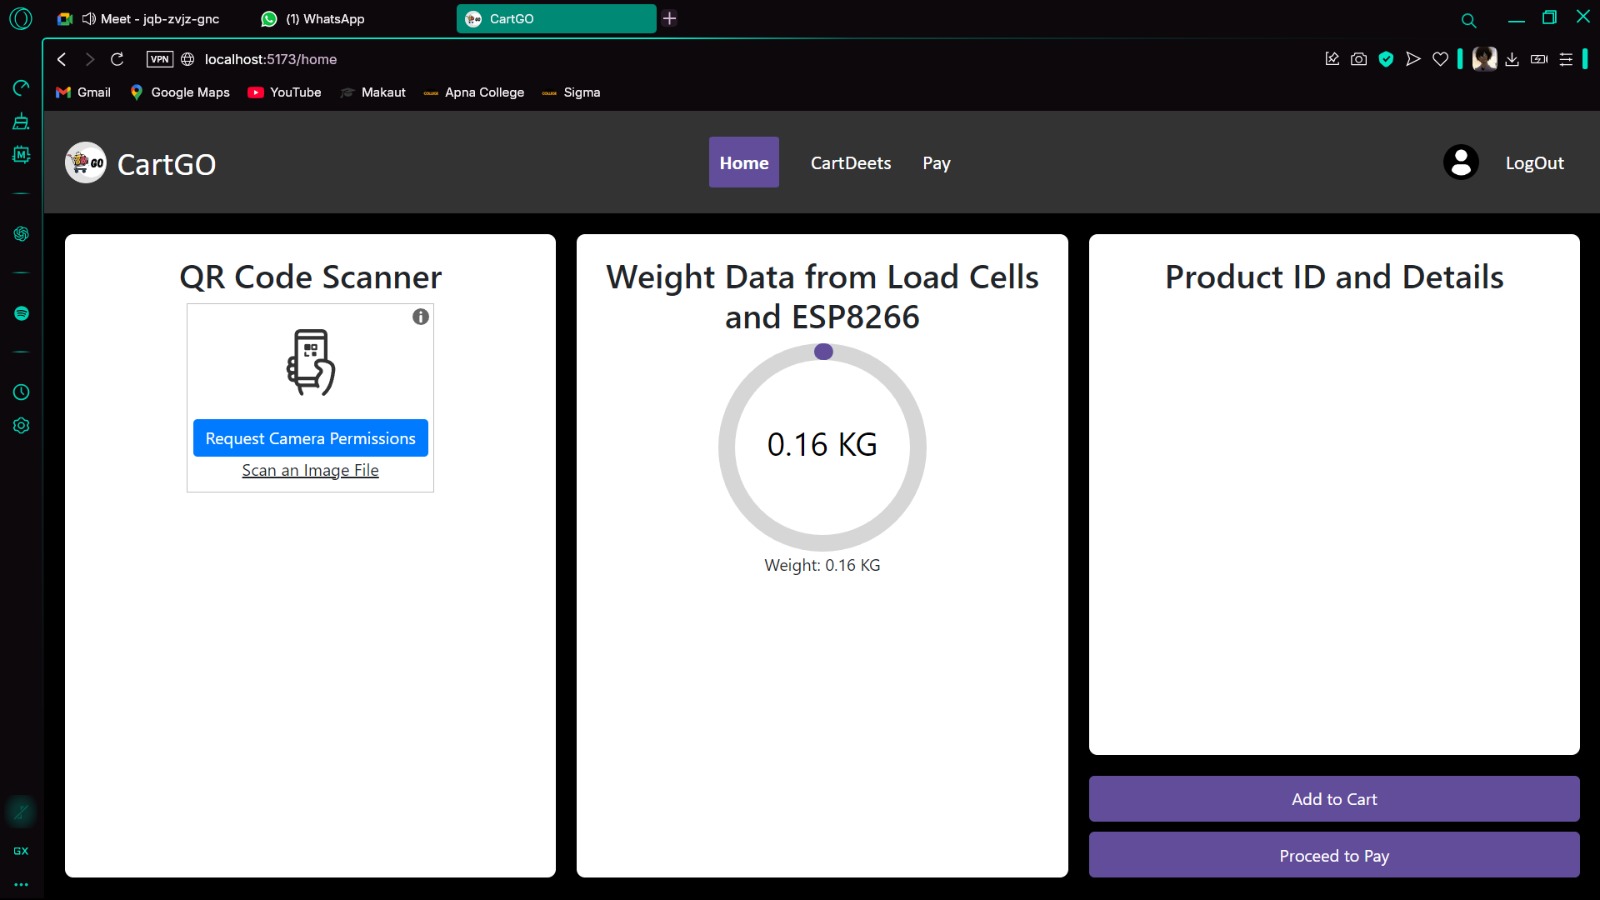 Meet - jqb-zvjz-gnc
(1) WhatsApp
CartGO
VPN
localhost:5173/home
Gmail
Google Maps
YouTube
Makaut
Apna College
Sigma
GO
CartGO
Home
CartDeets
Pay
LogOut
QR Code Scanner
Request Camera Permissions
Scan an Image File
Weight Data from Load Cells
and ESP8266
0.16 KG
Weight: 0.16 KG
Product ID and Details
Add to Cart
Proceed to Pay
M
GX